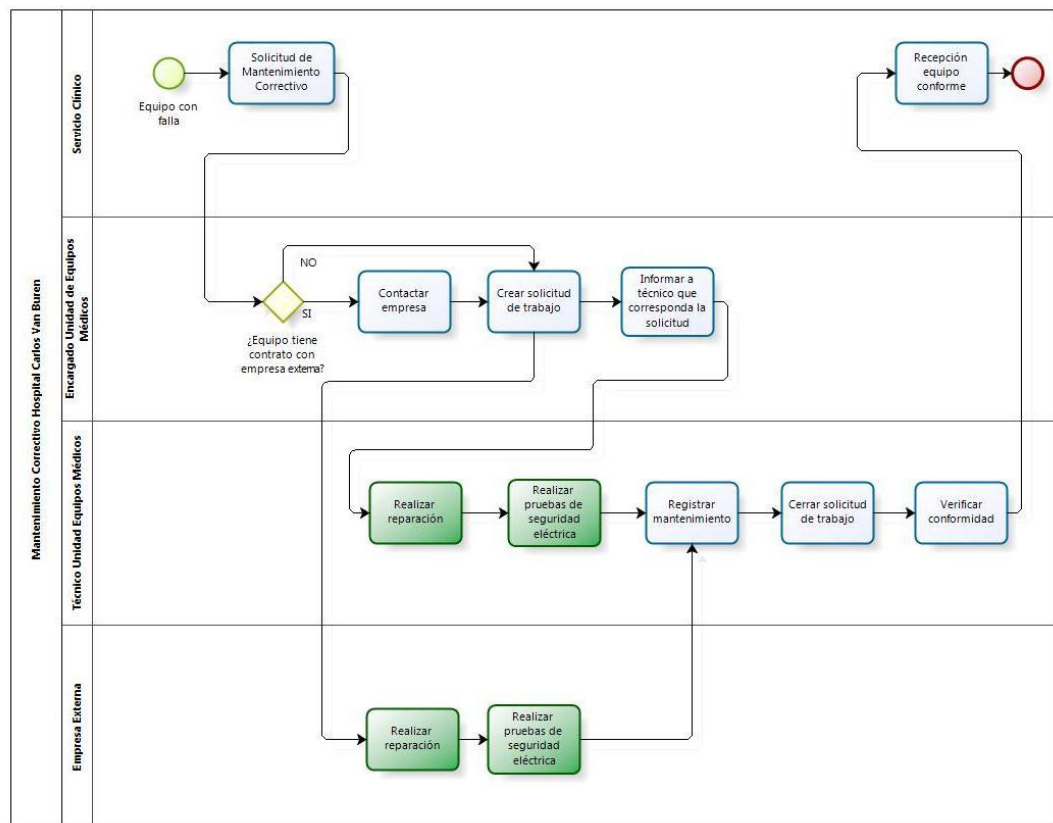 Mantenimiento Correctivo Hospital Carlos Van Buren
Servicio Clínico
Equipo con
falla
Solicitud de
Mantenimiento
Correctivo
Recepción
equipo
conforme
Encargado Unidad de Equipos
Médicos
NO
SI
¿Equipo tiene
contrato con
empresa externa?
Contactar
empresa
Crear solicitud
de trabajo
Informar a
técnico que
corresponda la
solicitud
Técnico Unidad Equipos Médicos
Realizar
reparación
Realizar
pruebas de
seguridad
eléctrica
Registrar
mantenimiento
Cerrar solicitud
de trabajo
Verificar
conformidad
Empresa Externa
Realizar
reparación
Realizar
pruebas de
seguridad
eléctrica